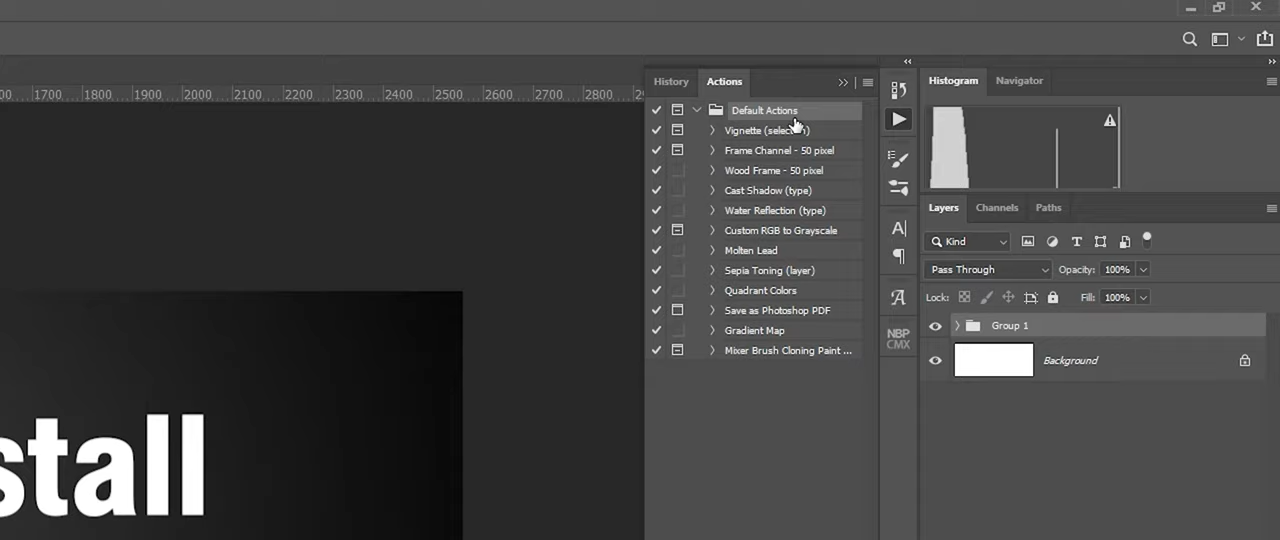 1700 1800 1900 2000 2100 2200 2300 2400 2500 2600 2700 2800
History Actions
Default Actions
Vignette (selection)
Frame Channel - 50 pixel
Wood Frame - 50 pixel
Cast Shadow (type)
Water Reflection (type)
Custom RGB to Grayscale
Molten Lead
Sepia Toning (layer)
Quadrant Colors
Save as Photoshop PDF
Gradient Map
Mixer Brush Cloning Paint ...
NBP
CMX
Histogram Navigator
Layers Channels Paths
Kind
Pass Through Opacity: 100%
Lock: Fill: 100%
Group 1
Background
stall